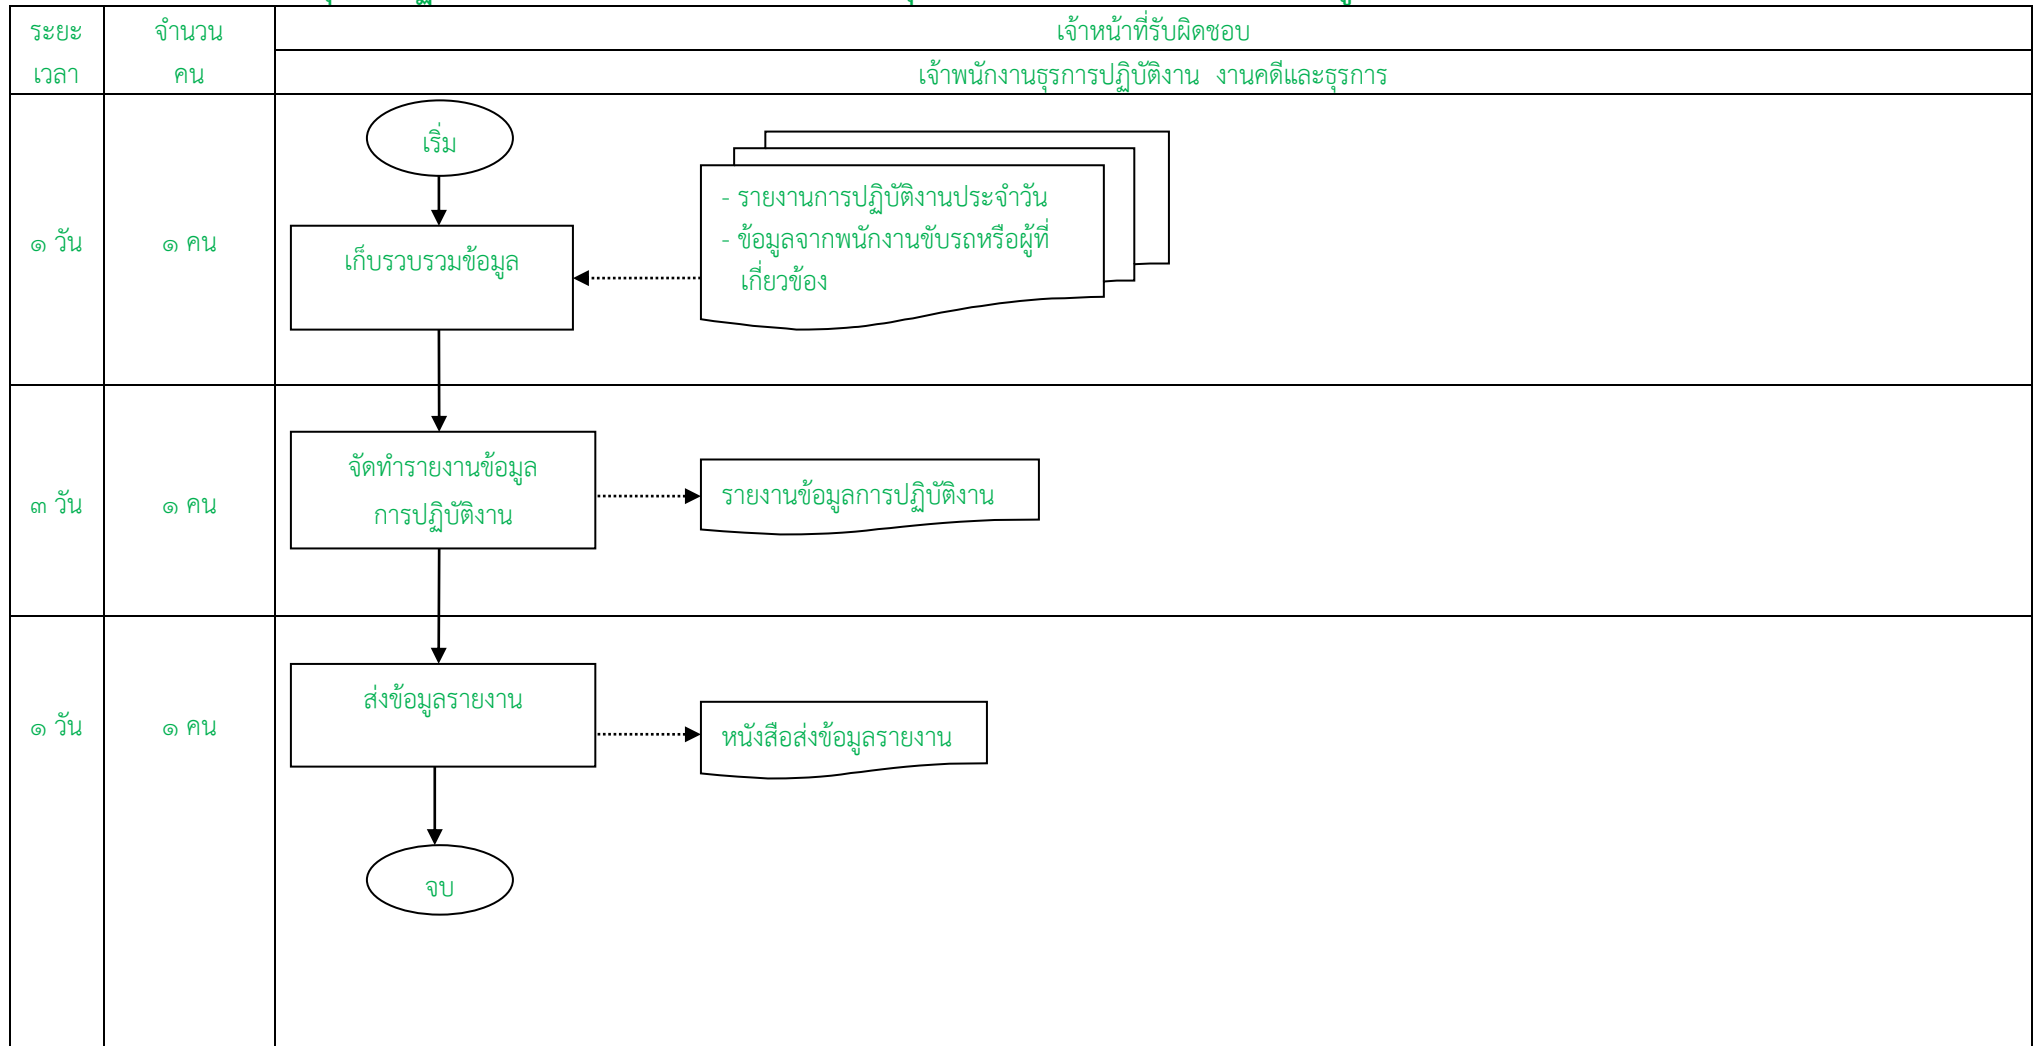 ระยะ
เวลา
จำนวน
คน
เจ้าหน้าที่รับผิดชอบ
เจ้าพนักงานธุรการปฏิบัติงาน งานคดีและธุรการ
๑ วัน
๑ คน
เริ่ม
เก็บรวบรวมข้อมูล
- รายงานการปฏิบัติงานประจำวัน
- ข้อมูลจากพนักงานขับรถหรือผู้ที่
เกี่ยวข้อง
๓ วัน
๑ คน
จัดทำรายงานข้อมูล
การปฏิบัติงาน
รายงานข้อมูลการปฏิบัติงาน
๑ วัน
๑ คน
ส่งข้อมูลรายงาน
หนังสือส่งข้อมูลรายงาน
จบ